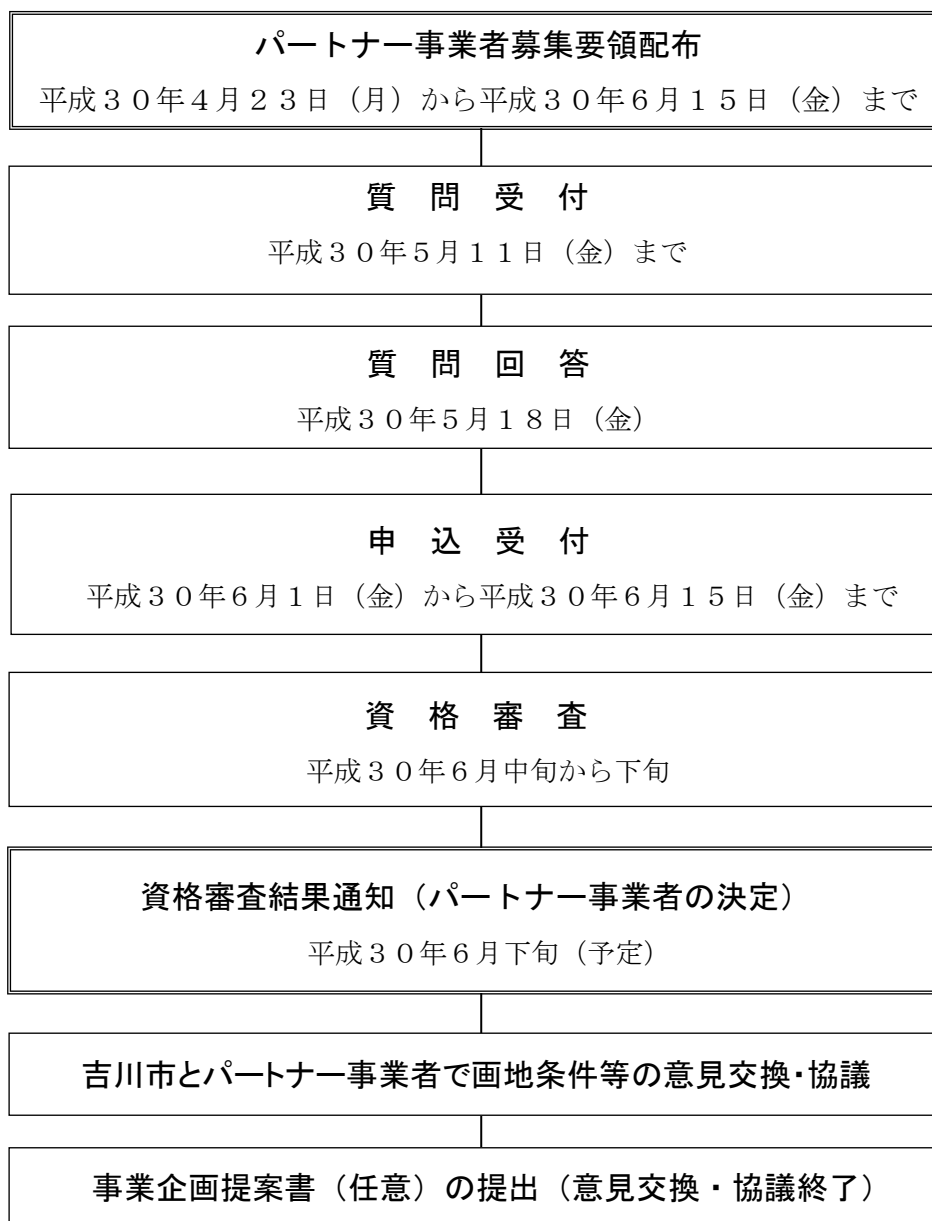 パートナー事業者募集要領配布
平成３０年４月２３日（月）から平成３０年６月１５日（金）まで
質　問　受　付
平成３０年５月１１日（金）まで
質　問　回　答
平成３０年５月１８日（金）
申　込　受　付
平成３０年６月１日（金）から平成３０年６月１５日（金）まで
資　格　審　査
平成３０年６月中旬から下旬
資格審査結果通知（パートナー事業者の決定）
平成３０年６月下旬（予定）
吉川市とパートナー事業者で画地条件等の意見交換・協議
事業企画提案書（任意）の提出（意見交換・協議終了）